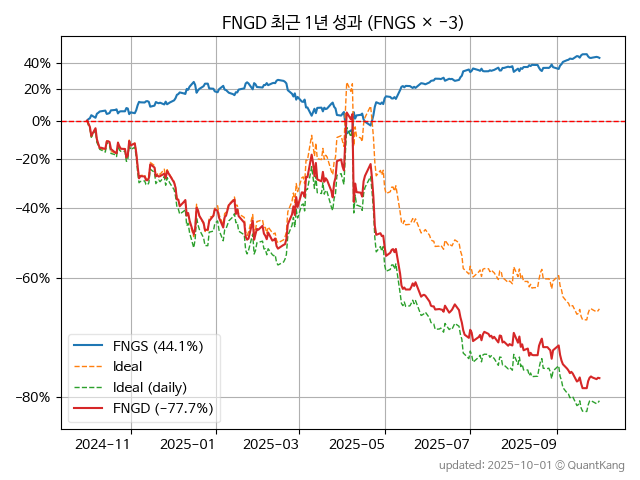 FNGD 최근 1년 성과 (FNGS × −3)
40%
20%
0%
−20%
−40%
−60%
−80%
FNGS (44.1%)
Ideal
Ideal (daily)
FNGD (−77.7%)
2024−11
2025−01
2025−03
2025−05
2025−07
2025−09
updated: 2025-10-01 © QuantKang